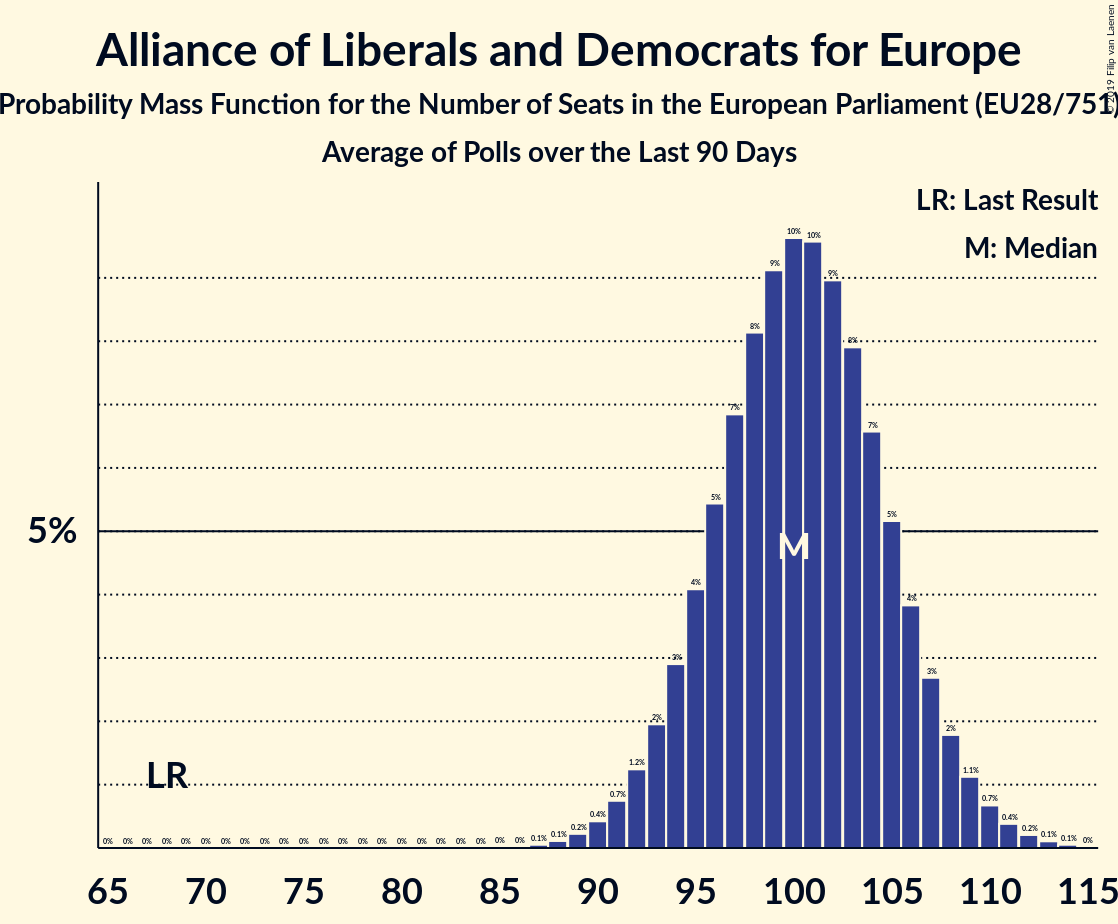 Alliance of Liberals and Democrats for Europe
Probability Mass Function for the Number of Seats in the European Parliament (EU28/751)
Average of Polls over the Last 90 Days
© 2019 Filip van Laenen
LR: Last Result
M: Median
5%
LR
M
0% 0% 0% 0% 0% 0% 0% 0% 0% 0% 0% 0% 0% 0% 0% 0% 0% 0% 0% 0% 0% 0% 0.1% 0.1% 0.2% 0.4% 0.7% 1.2% 2% 3% 4% 5% 7% 8% 9% 10% 10% 9% 8% 7% 5% 4% 3% 2% 1.1% 0.7% 0.4% 0.2% 0.1% 0.1% 0%
65 70 75 80 85 90 95 100 105 110 115